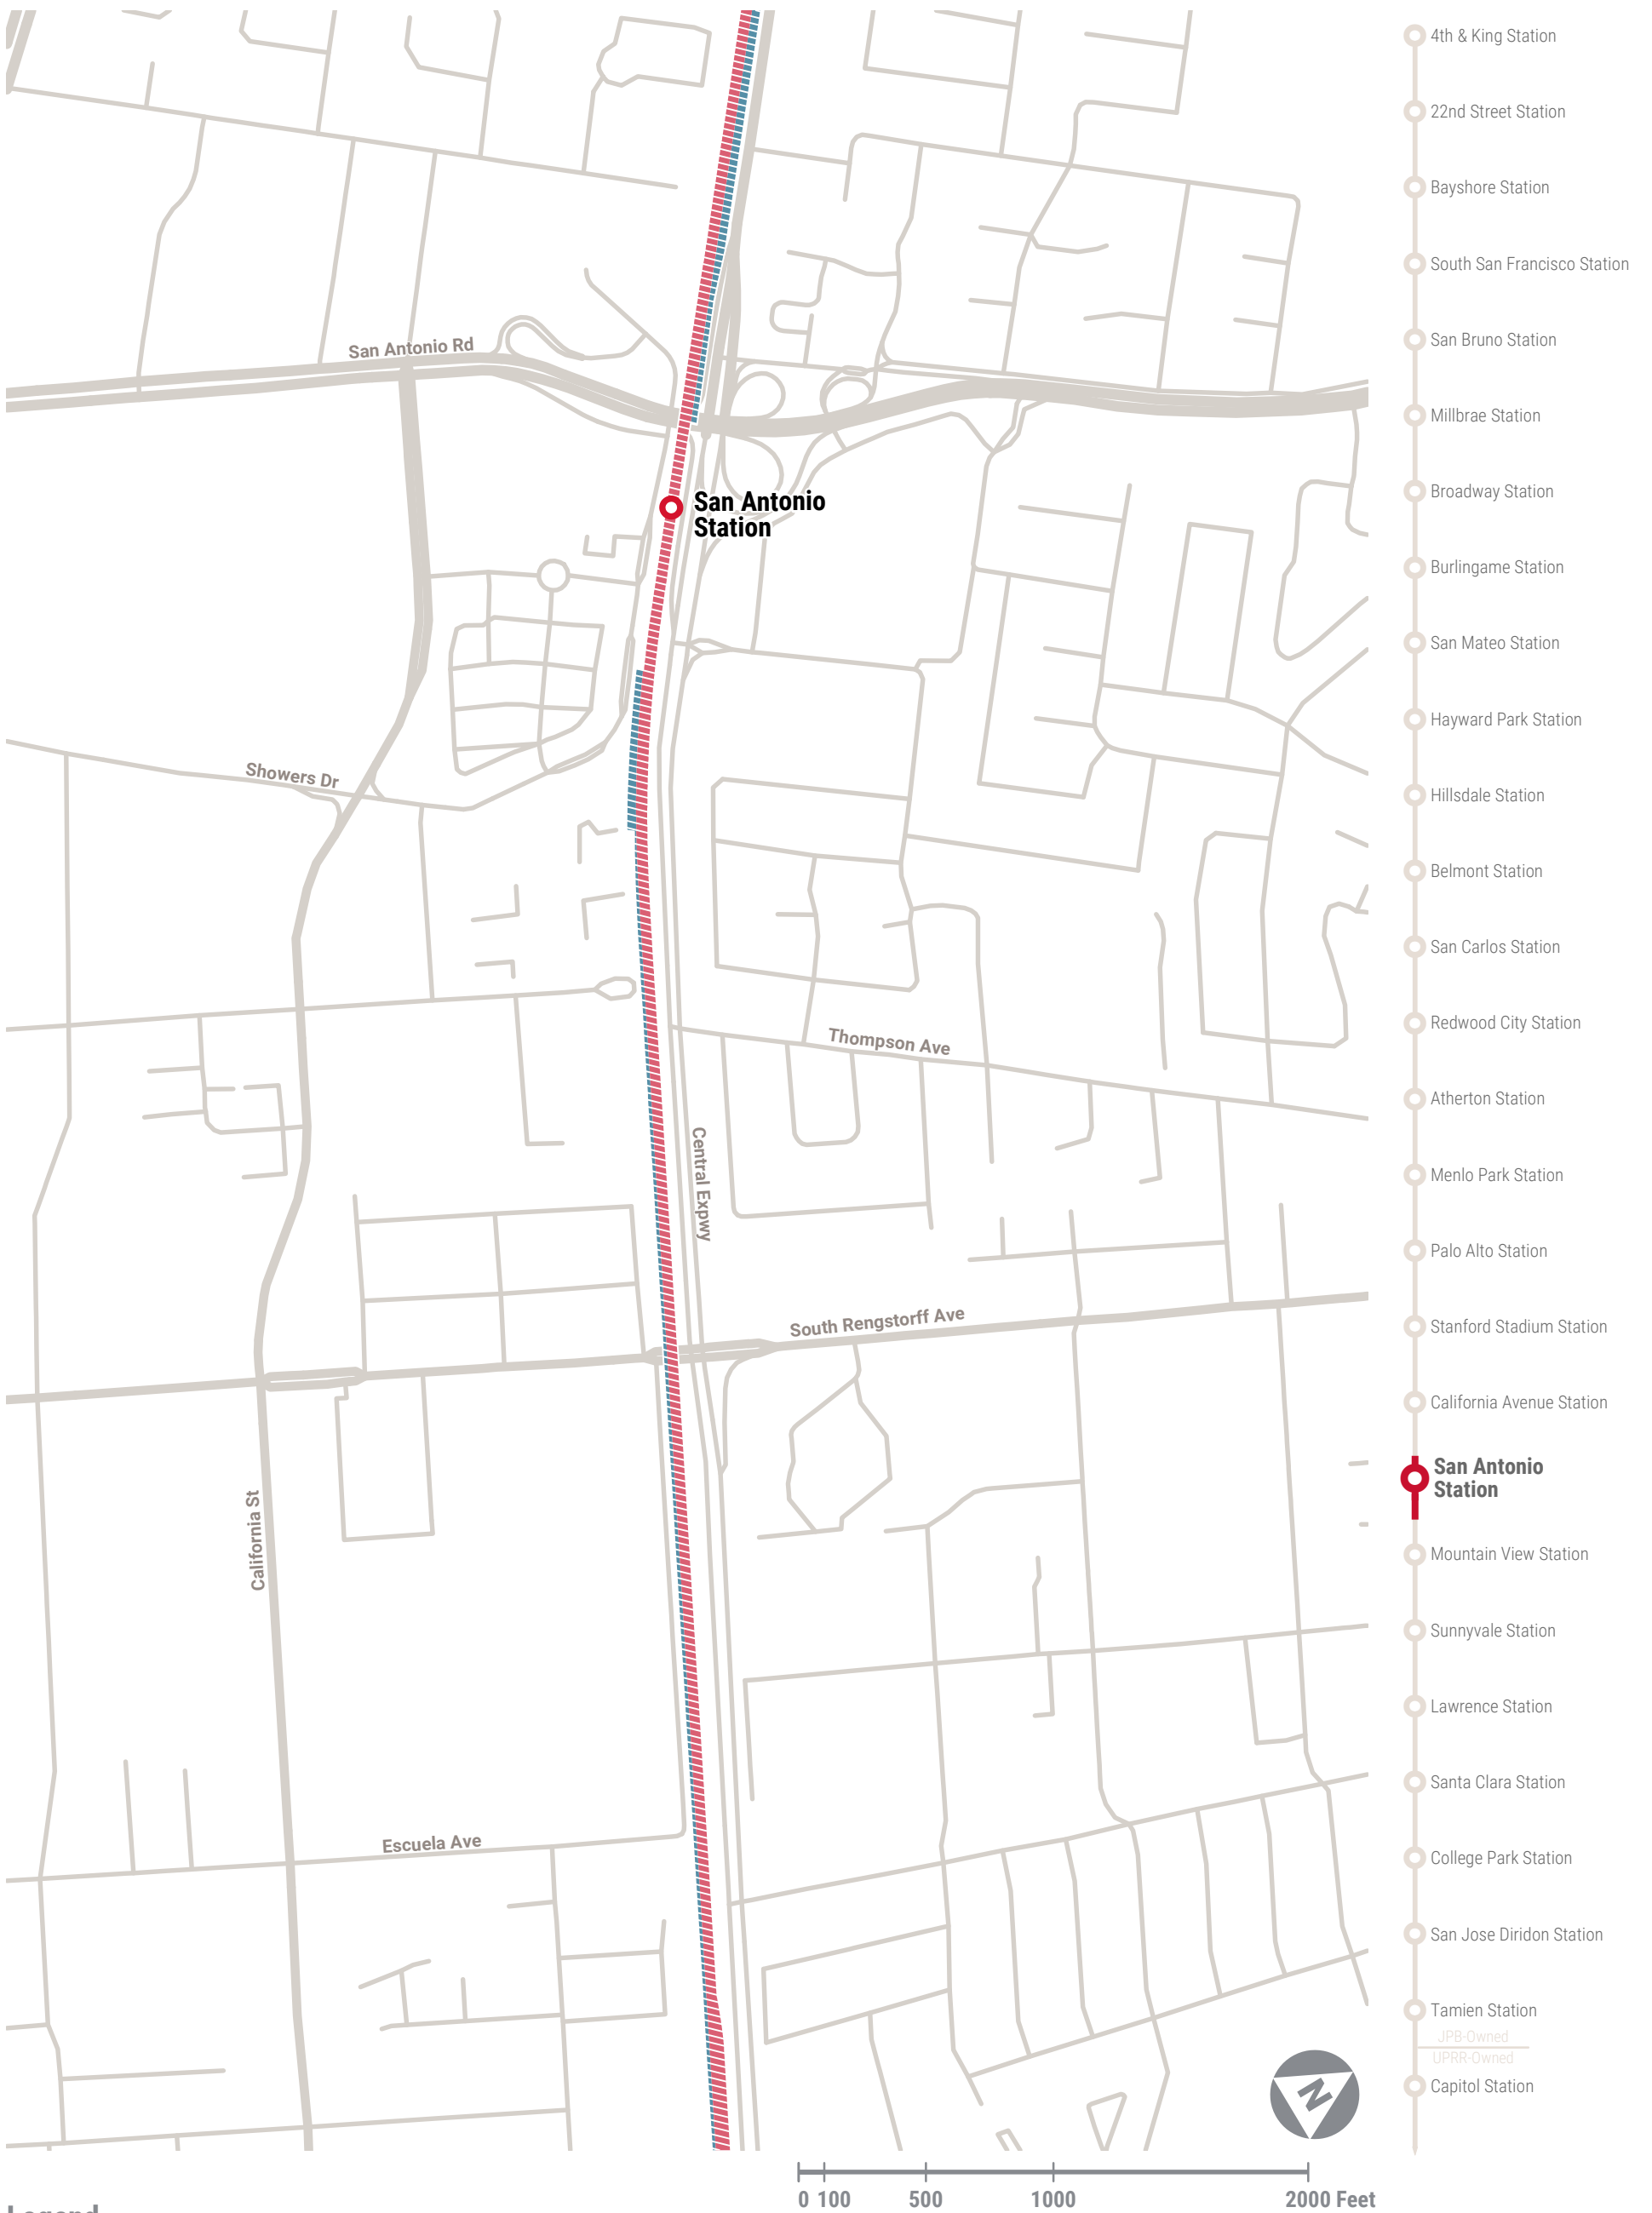 San Antonio Rd
San Antonio
Station
Showers Dr
Thompson Ave
Central Expwy
South Rengstorff Ave
California St
Escuela Ave
N
0 100 500 1000 2000 Feet
Legend
4th & King Station
22nd Street Station
Bayshore Station
South San Francisco Station
San Bruno Station
Millbrae Station
Broadway Station
Burlingame Station
San Mateo Station
Hayward Park Station
Hillsdale Station
Belmont Station
San Carlos Station
Redwood City Station
Atherton Station
Menlo Park Station
Palo Alto Station
Stanford Stadium Station
California Avenue Station
San Antonio
Station
Mountain View Station
Sunnyvale Station
Lawrence Station
Santa Clara Station
College Park Station
San Jose Diridon Station
Tamien Station
JPB-Owned
UPRR-Owned
Capitol Station